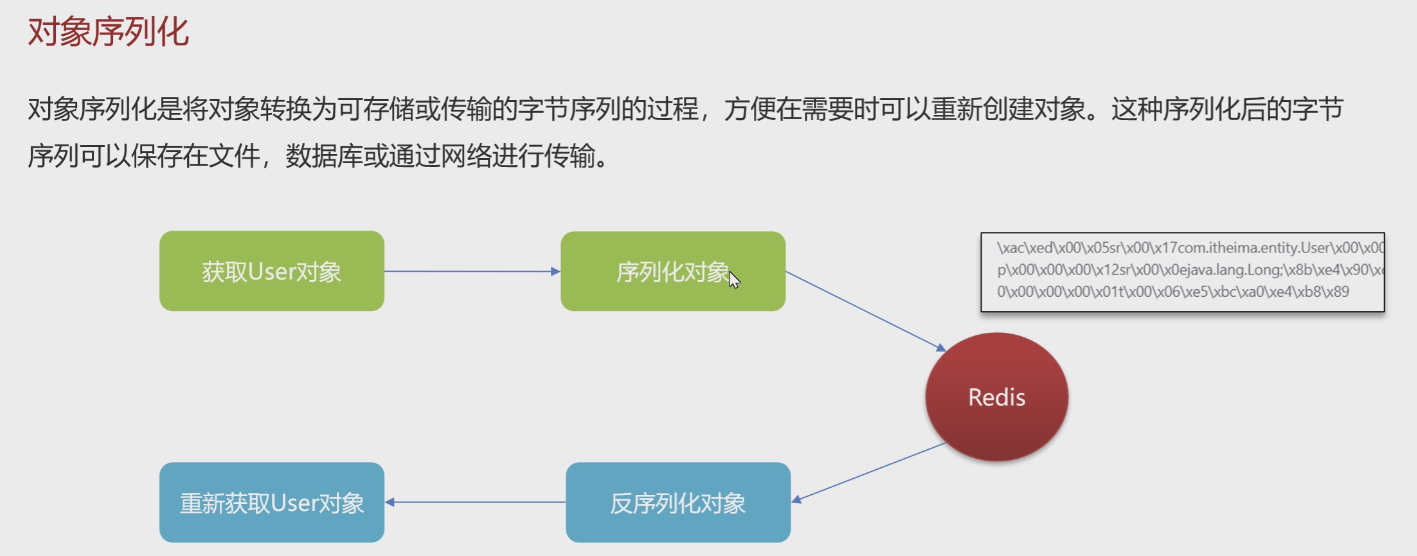 对象序列化
对象序列化是将对象转换为可存储或传输的字节序列的过程，方便在需要时可以重新创建对象。这种序列化后的字节
序列可以保存在文件，数据库或通过网络进行传输。
获取User对象
序列化对象
\xac\xed\x00\x05sr\x00\x17com.itheima.entity.User\x00\x00
p\x00\x00\x00\x12sr\x00\x0ejava.lang.Long;\x8b\xe4\x90\x
0\x00\x00\x00\x01t\x00\x06\xe5\xbc\xa0\xe4\xb8\x89
Redis
重新获取User对象
反序列化对象